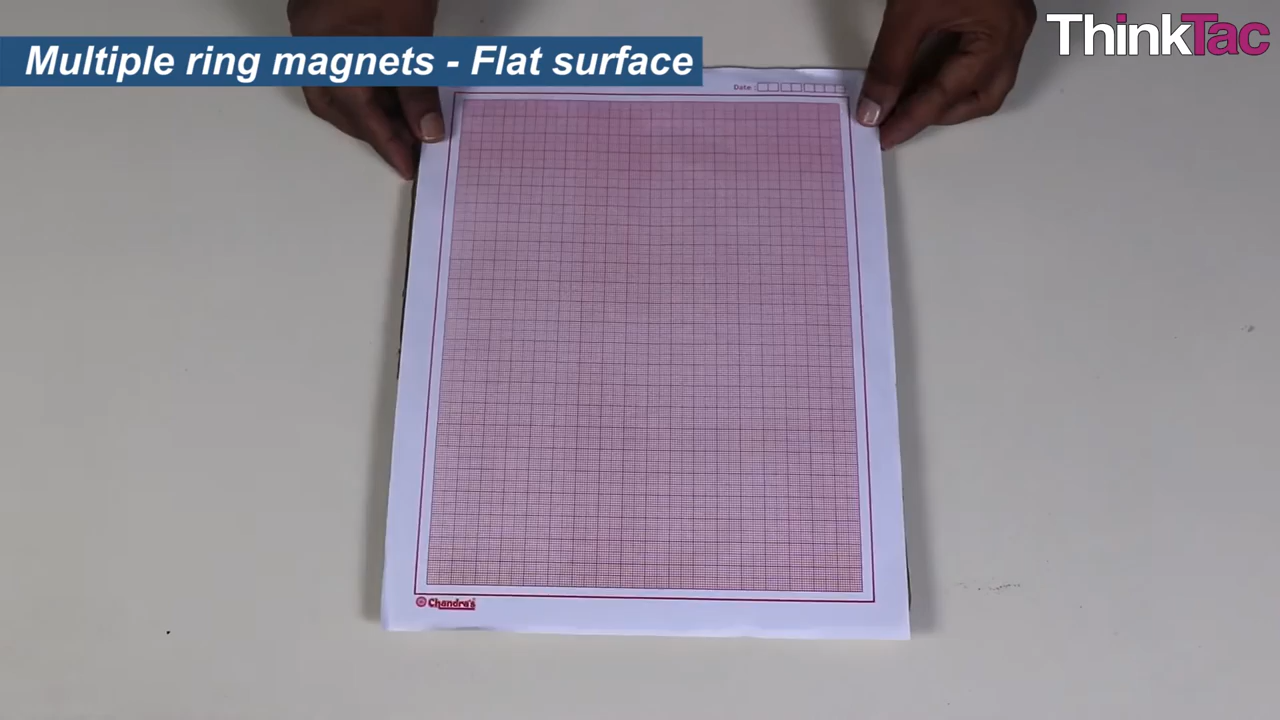 Multiple ring magnets - Flat surface
ThinkTac
Date :
Chandra's